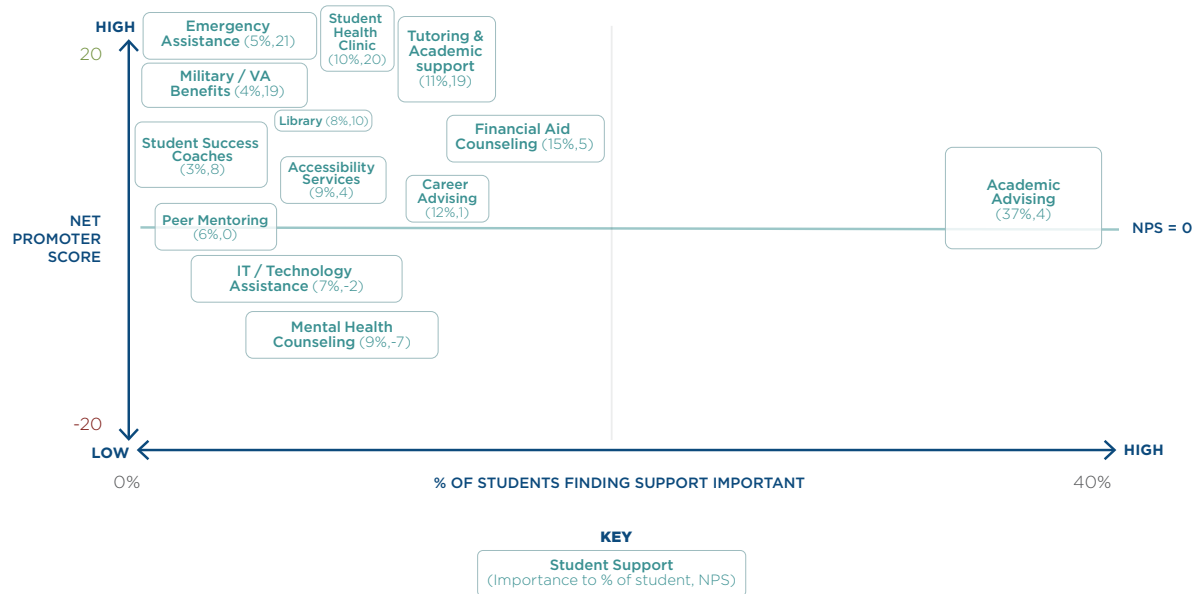 HIGH
20
Emergency
Assistance (5%,21)
Student
Health
Clinic
(10%,20)
Tutoring &
Academic
support
(11%,19)
Military / VA
Benefits (4%,19)
Library (8%,10)
Financial Aid
Counseling (15%,5)
Student Success
Coaches
(3%,8)
Accessibility
Services
(9%,4)
Career
Advising
(12%,1)
Academic
Advising
(37%,4)
NET
PROMOTER
SCORE
Peer Mentoring
(6%,0)
NPS = 0
IT / Technology
Assistance (7%,-2)
Mental Health
Counseling (9%,-7)
-20
LOW
HIGH
0%
% OF STUDENTS FINDING SUPPORT IMPORTANT
40%
KEY
Student Support
(Importance to % of student, NPS)